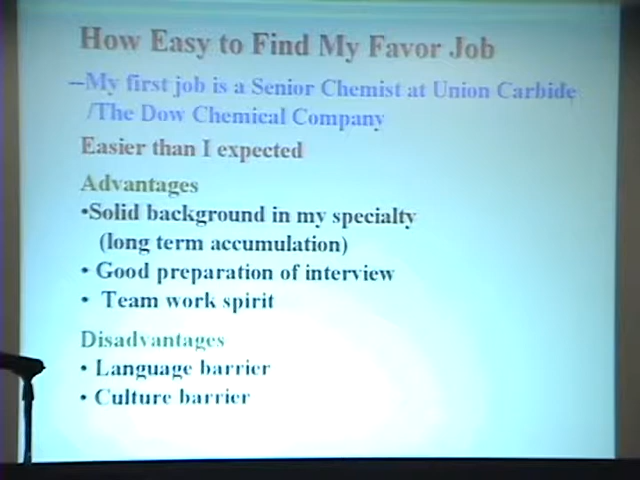 How Easy to Find My Favor Job
--My first job is a Senior Chemist at Union Carbide
/The Dow Chemical Company
Easier than I expected
Advantages
•Solid background in my specialty
(long term accumulation)
• Good preparation of interview
• Team work spirit
Disadvantages
• Language barrier
• Culture barrier